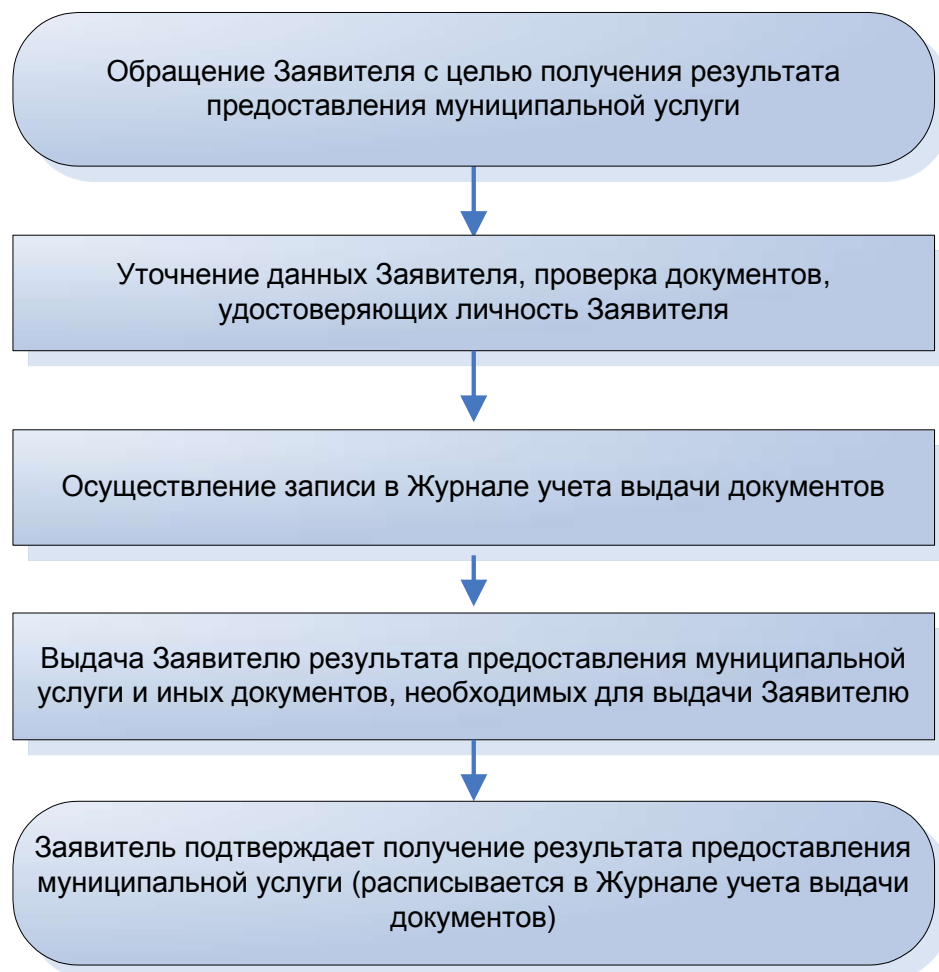 Обращение Заявителя с целью получения результата
предоставления муниципальной услуги
Уточнение данных Заявителя, проверка документов,
удостоверяющих личность Заявителя
Осуществление записи в Журнале учета выдачи документов
Выдача Заявителю результата предоставления муниципальной
услуги и иных документов, необходимых для выдачи Заявителю
Заявитель подтверждает получение результата предоставления
муниципальной услуги (расписывается в Журнале учета выдачи
документов)